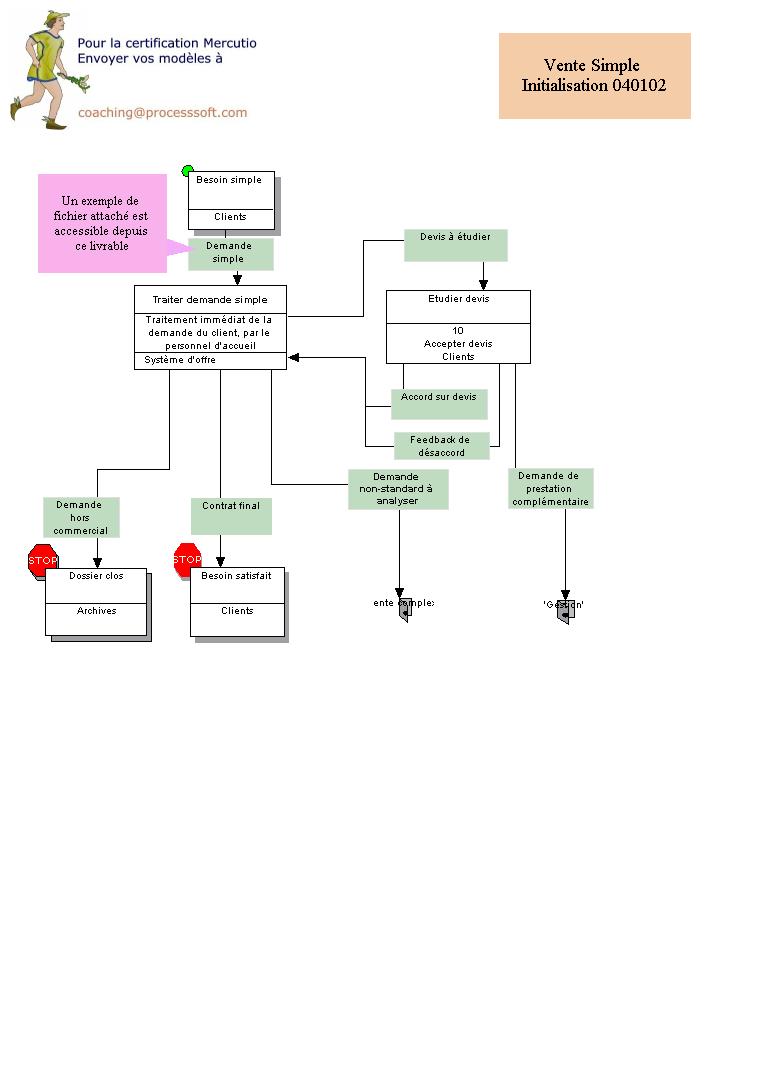 Pour la certification Mercutio
Envoyer vos modèles à
coaching@processsoft.com
Vente Simple
Initialisation 040102
Un exemple de
fichier attaché est
accessible depuis
ce livrable
Besoin simple
Clients
Demande
simple
Traiter demande simple
Traitement immédiat de la
demande du client, par le
personnel d'accueil
Système d'offre
Devis à étudier
Etudier devis
10
Accepter devis
Clients
Accord sur devis
Feedback de
désaccord
Demande
hors
commercial
Contrat final
Demande
non-standard à
analyser
Demande de
prestation
complémentaire
STOP
Dossier clos
Archives
STOP
Besoin satisfait
Clients
ente comple
'Gestion'